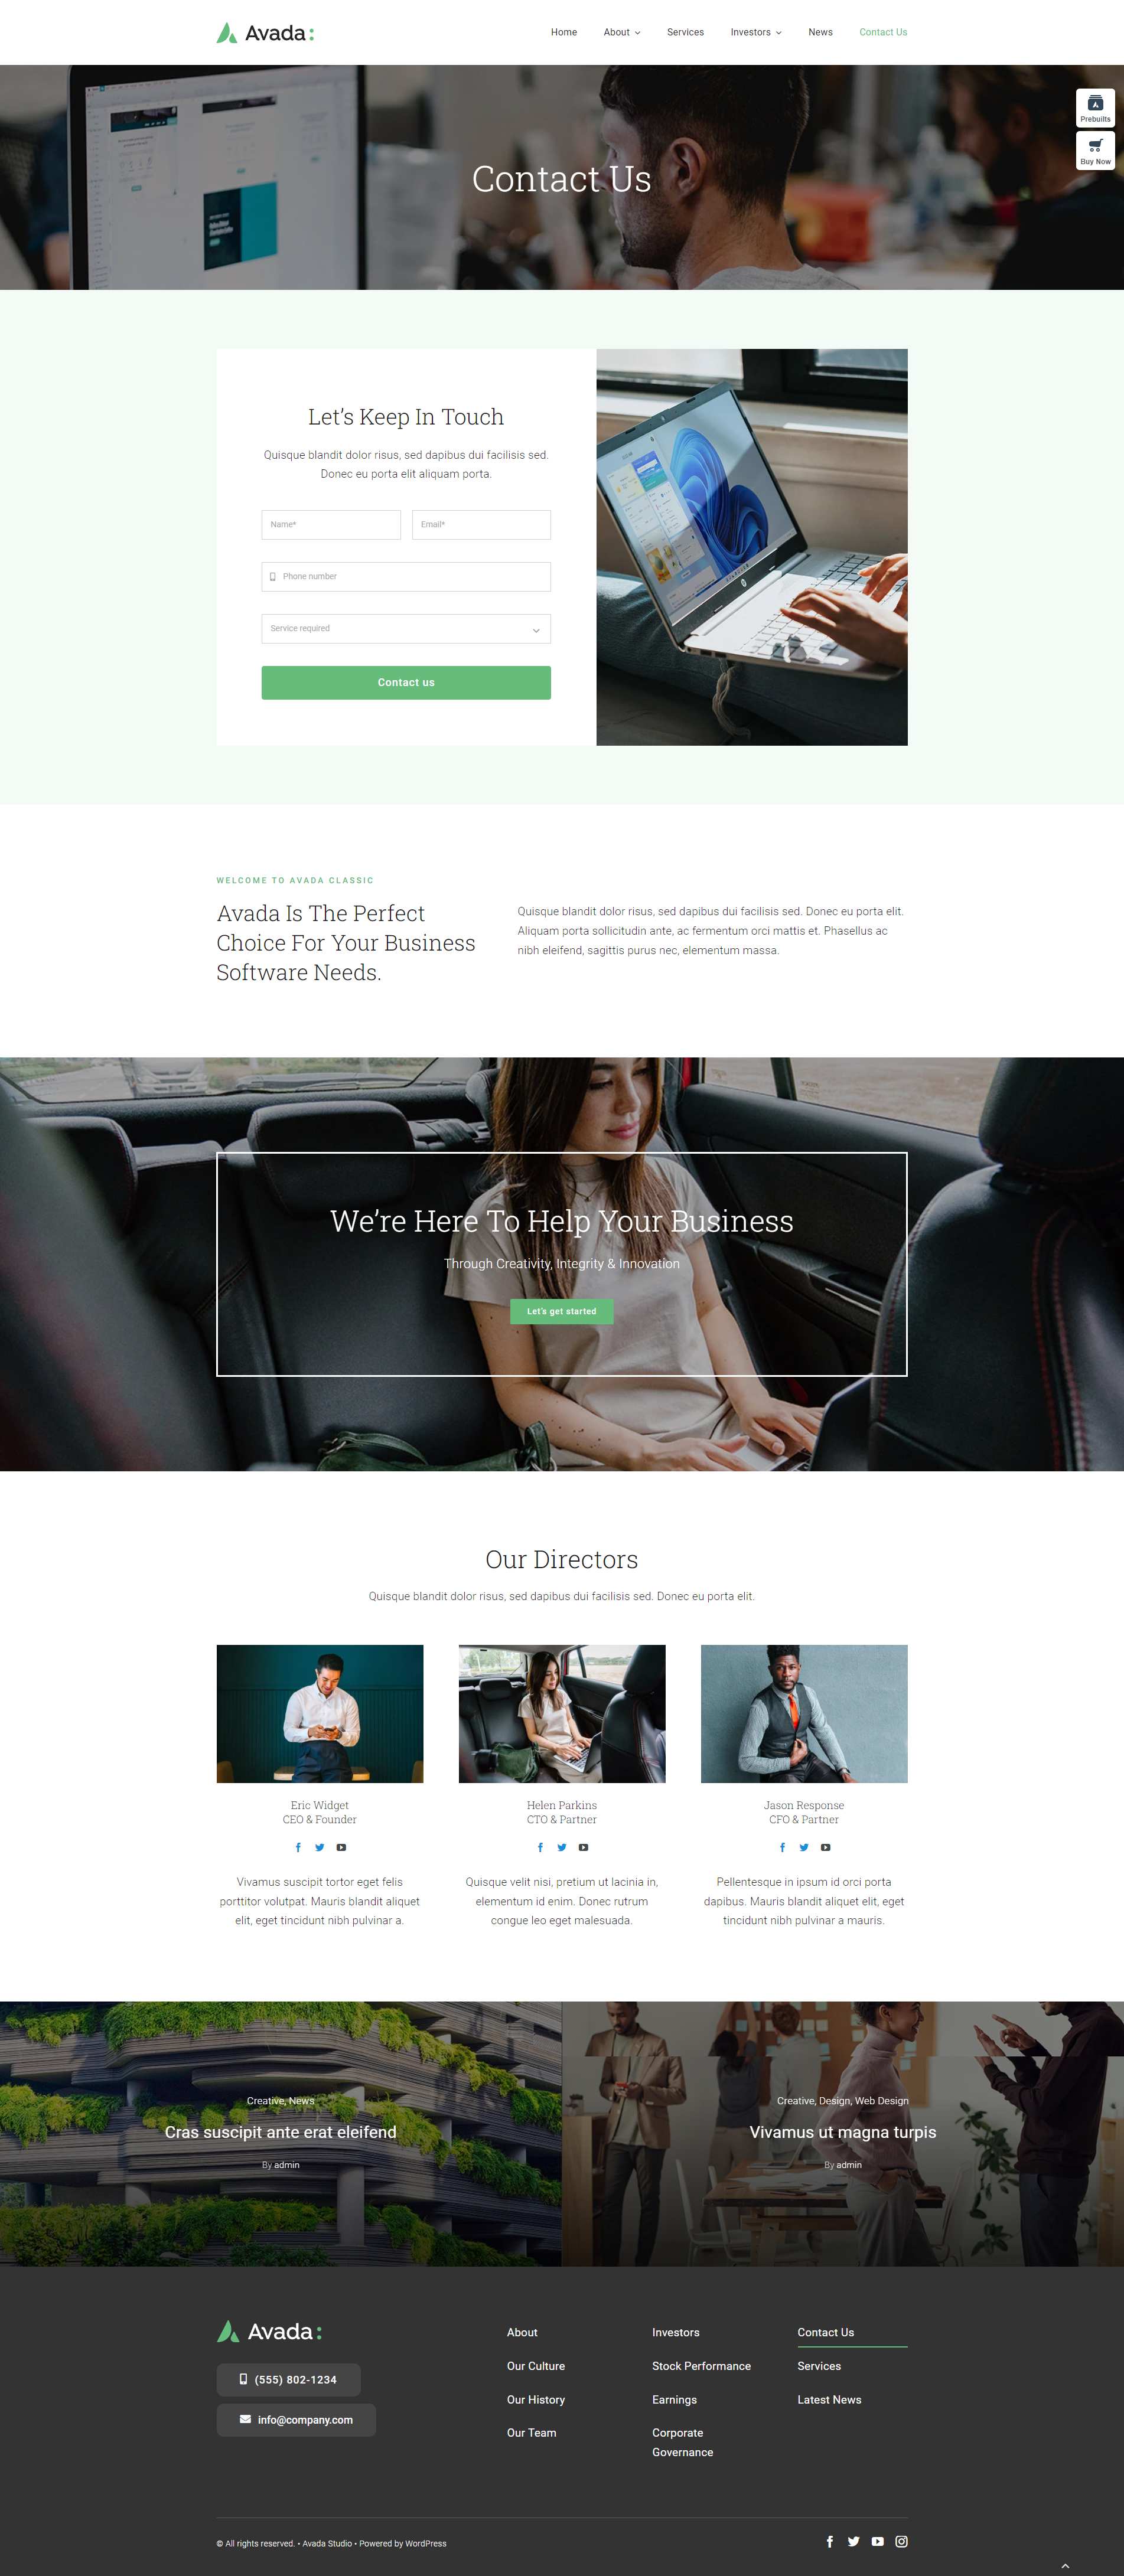 Avada
Home About Services Investors News Contact Us
Prebuilts
Buy Now
Contact Us
Let's Keep In Touch
Quisque blandit dolor risus, sed dapibus dui facilisis sed.
Donec eu porta elit aliquam porta.
Name* Email*
Phone number
Service required
Contact us
WELCOME TO AVADA CLASSIC
Avada Is The Perfect
Choice For Your Business
Software Needs.
Quisque blandit dolor risus, sed dapibus dui facilisis sed. Donec eu porta elit.
Aliquam porta sollicitudin ante, ac fermentum orci mattis et. Phasellus ac
nibh eleifend, sagittis purus nec, elementum massa.
We're Here To Help Your Business
Through Creativity, Integrity & Innovation
Let's get started
Our Directors
Quisque blandit dolor risus, sed dapibus dui facilisis sed. Donec eu porta elit.
Eric Widget
CEO & Founder
Vivamus suscipit tortor eget felis
porttitor volutpat. Mauris blandit aliquet
elit, eget tincidunt nibh pulvinar a.
Helen Parkins
CTO & Partner
Quisque velit nisi, pretium ut lacinia in,
elementum id enim. Donec rutrum
congue leo eget malesuada.
Jason Response
CFO & Partner
Pellentesque in ipsum id orci porta
dapibus. Mauris blandit aliquet elit, eget
tincidunt nibh pulvinar a mauris.
Creative, News
Cras suscipit ante erat eleifend
By admin
Creative, Design, Web Design
Vivamus ut magna turpis
By admin
Avada
(555) 802-1234
info@company.com
About
Our Culture
Our History
Our Team
Investors
Stock Performance
Earnings
Corporate
Governance
Contact Us
Services
Latest News
© All rights reserved. • Avada Studio • Powered by WordPress